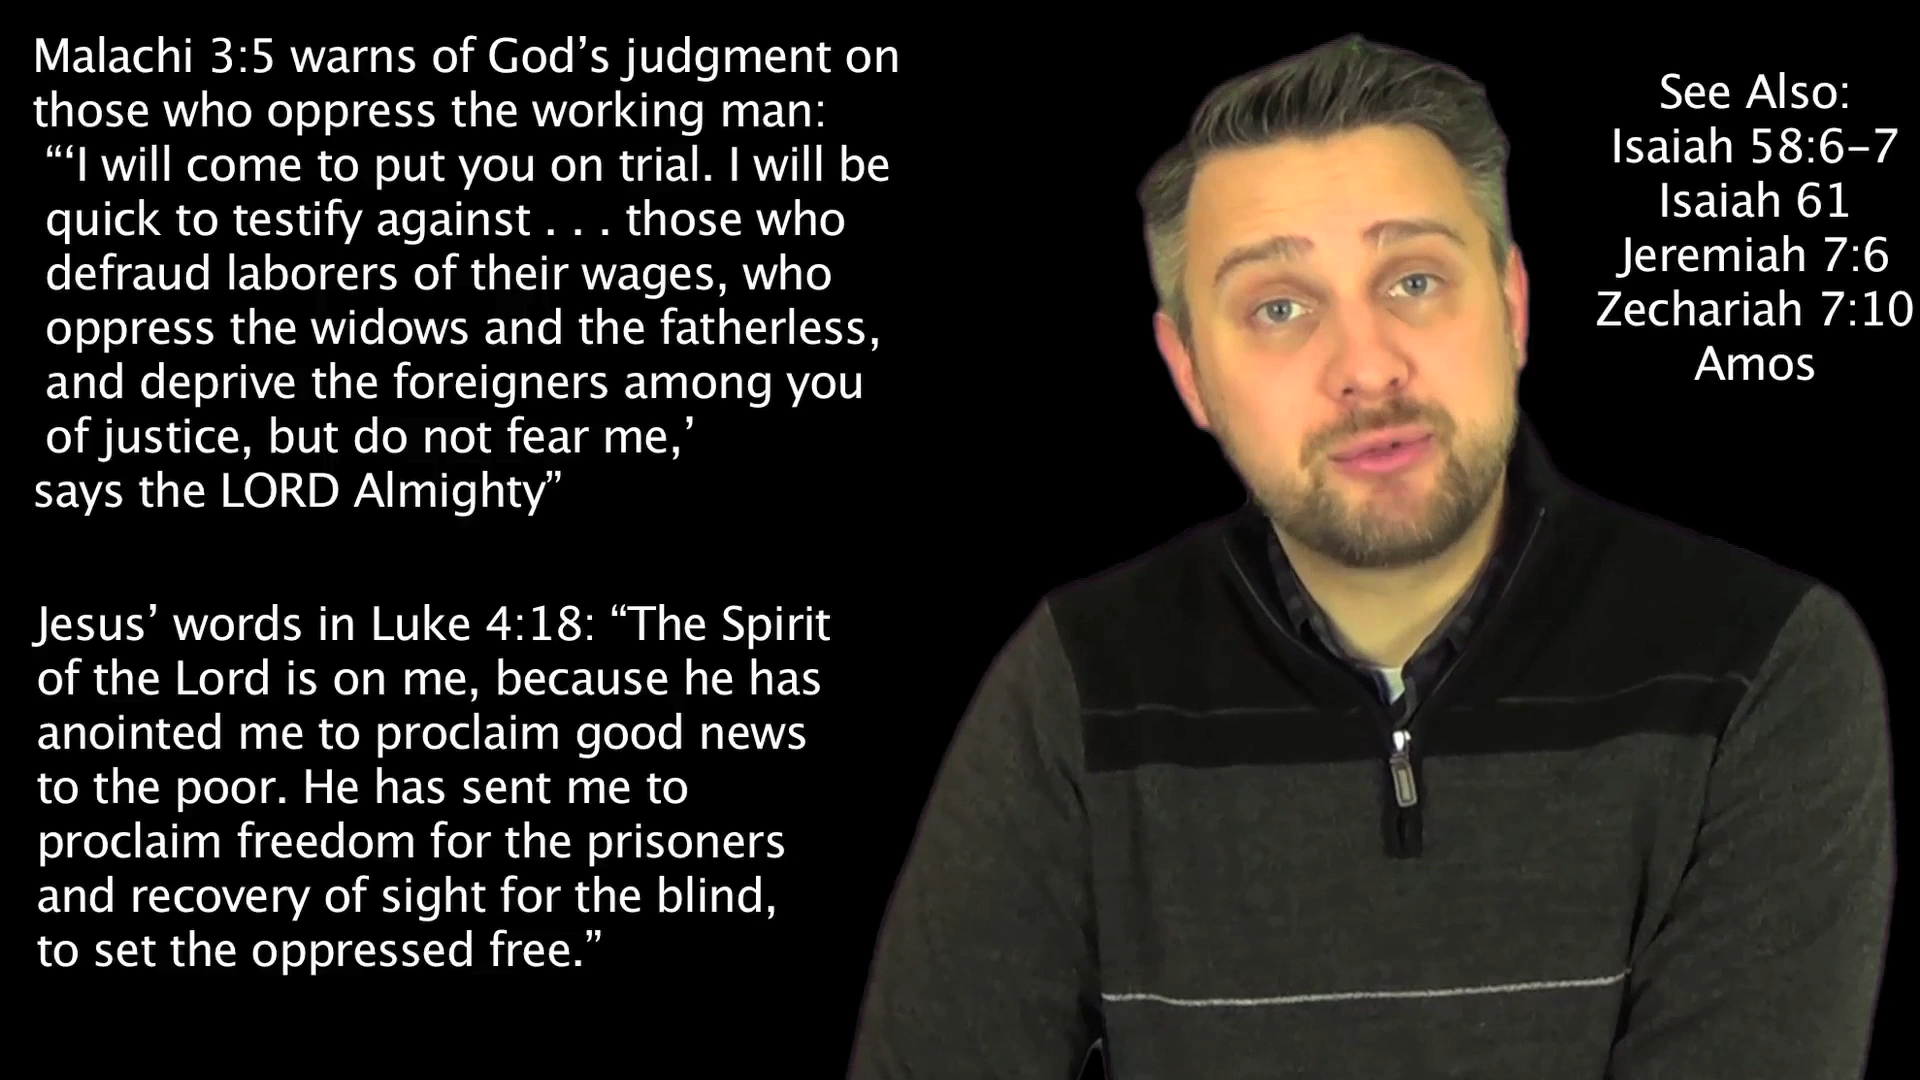 Malachi 3:5 warns of God’s judgment on
those who oppress the working man:
“‘I will come to put you on trial. I will be
quick to testify against . . . those who
defraud laborers of their wages, who
oppress the widows and the fatherless,
and deprive the foreigners among you
of justice, but do not fear me,’
says the LORD Almighty”
Jesus’ words in Luke 4:18: “The Spirit
of the Lord is on me, because he has
anointed me to proclaim good news
to the poor. He has sent me to
proclaim freedom for the prisoners
and recovery of sight for the blind,
to set the oppressed free.”
See Also:
Isaiah 58:6–7
Isaiah 61
Jeremiah 7:6
Zechariah 7:10
Amos